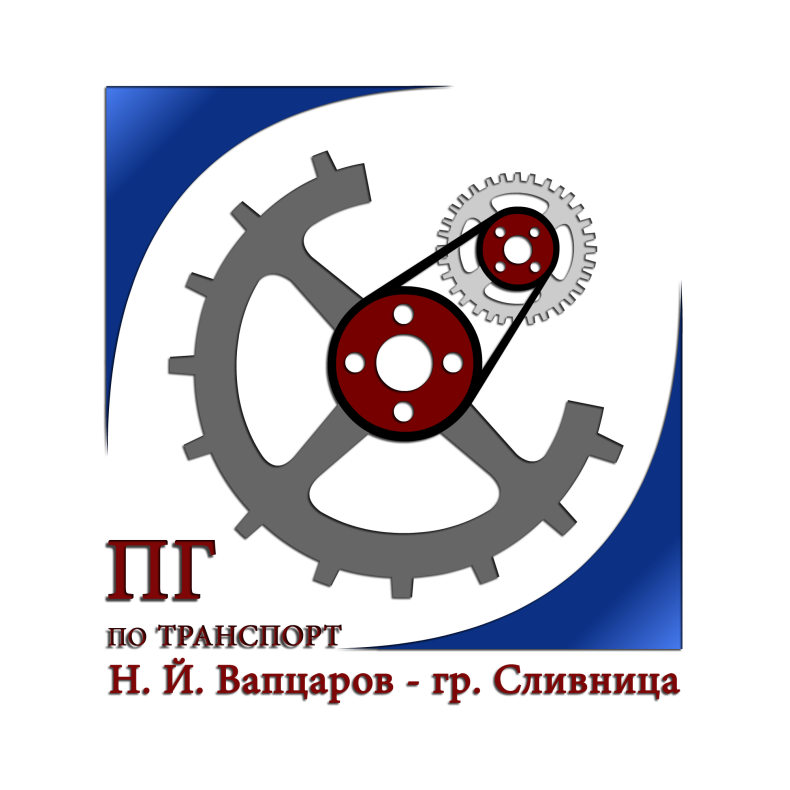 ПГ
ПО ТРАНСПОРТ
Н. Й. Вапцаров - гр. Сливница